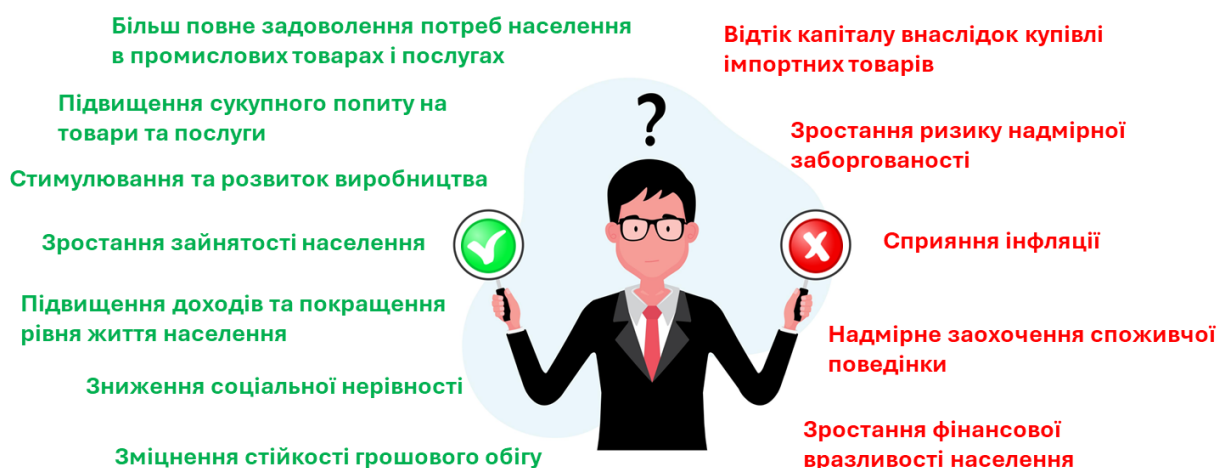 Більш повне задоволення потреб населення
в промислових товарах і послугах
Підвищення сукупного попиту на
товари та послуги
Стимулювання та розвиток виробництва
Зростання зайнятості населення
Підвищення доходів та покращення
рівня життя населення
Зниження соціальної нерівності
Зміцнення стійкості грошового обігу
?
Відтік капіталу внаслідок купівлі
імпортних товарів
Зростання ризику надмірної
заборгованості
Сприяння інфляції
Надмірне заохочення споживчої
поведінки
Зростання фінансової
вразливості населення